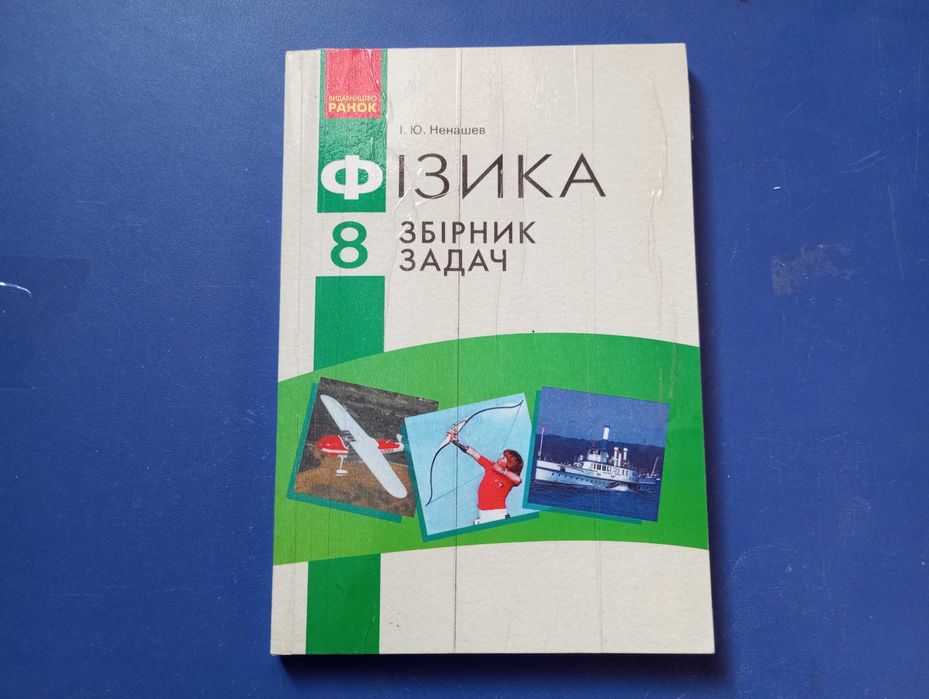 ВИДАВНИЦТВО
РАНОК
І. Ю. Ненашев
ФІЗИКА
8
ЗБІРНИК
ЗАДАЧ